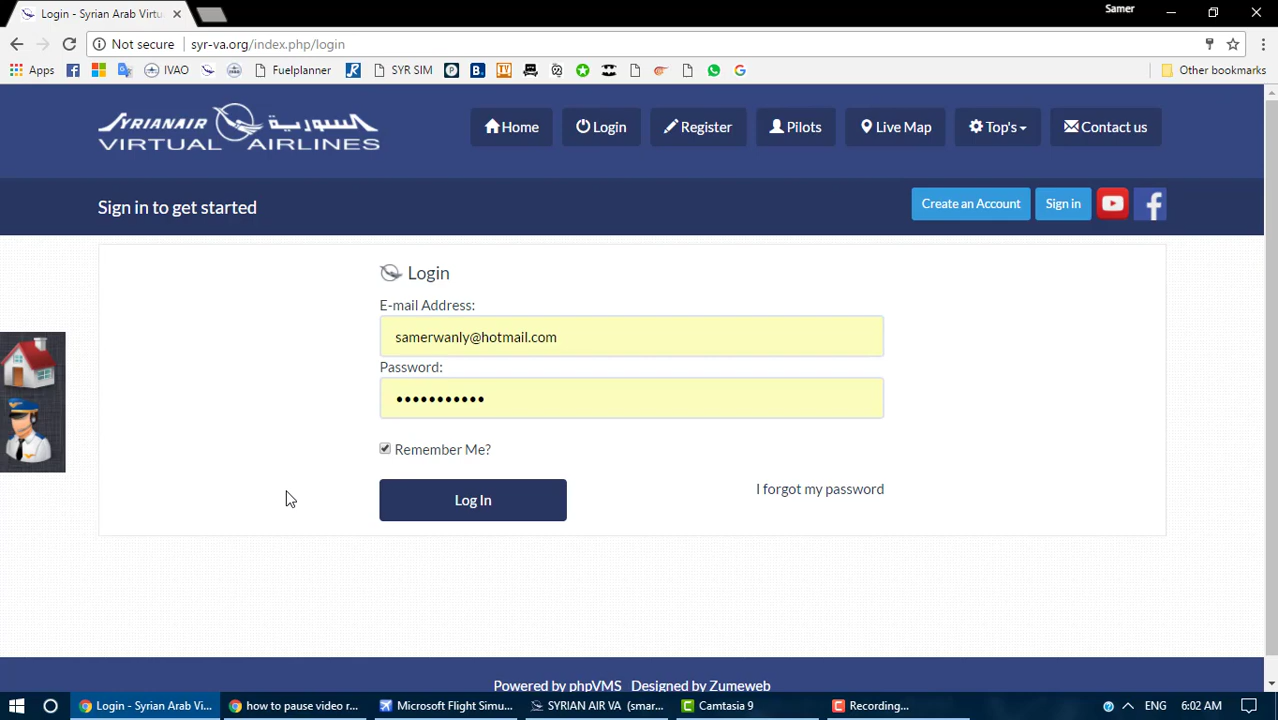 Login - Syrian Arab Virtu
Samer
Not secure syr-va.org/index.php/login
Apps IVAO Fuelplanner SYR SIM Other bookmarks
SYRIANAIR السورية
VIRTUAL AIRLINES
Home Login Register Pilots Live Map Top's Contact us
Sign in to get started
Create an Account Sign in
Login
E-mail Address:
samerwanly@hotmail.com
Password:
•••••••••••
Remember Me?
Log In
I forgot my password
Powered by phpVMS Designed by Zumeweb
Login - Syrian Arab Vi... how to pause video r... Microsoft Flight Simu... SYRIAN AIR VA (smar... Camtasia 9 Recording... ENG 6:02 AM